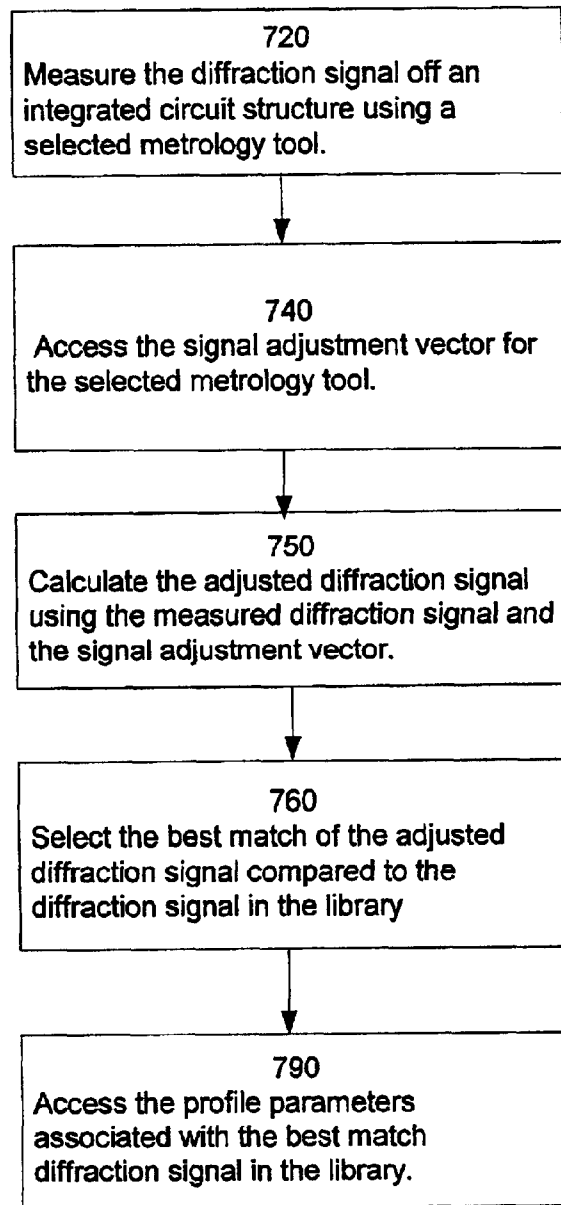 720
Measure the diffraction signal off an
integrated circuit structure using a
selected metrology tool.
740
Access the signal adjustment vector for
the selected metrology tool.
750
Calculate the adjusted diffraction signal
using the measured diffraction signal and
the signal adjustment vector.
760
Select the best match of the adjusted
diffraction signal compared to the
diffraction signal in the library
790
Access the profile parameters
associated with the best match
diffraction signal in the library.